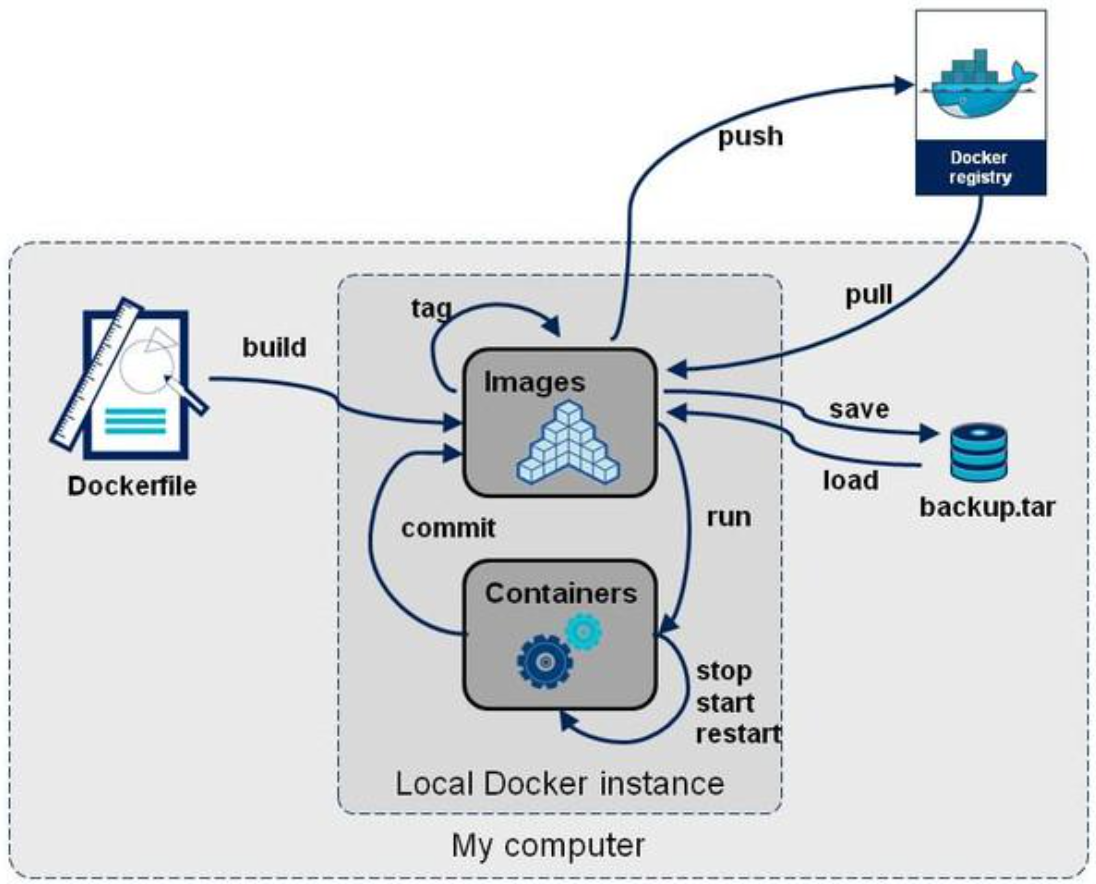 push
Docker
registry
tag
pull
build
Images
save
load
Dockerfile
backup.tar
commit
run
Containers
stop
start
restart
Local Docker instance
My computer